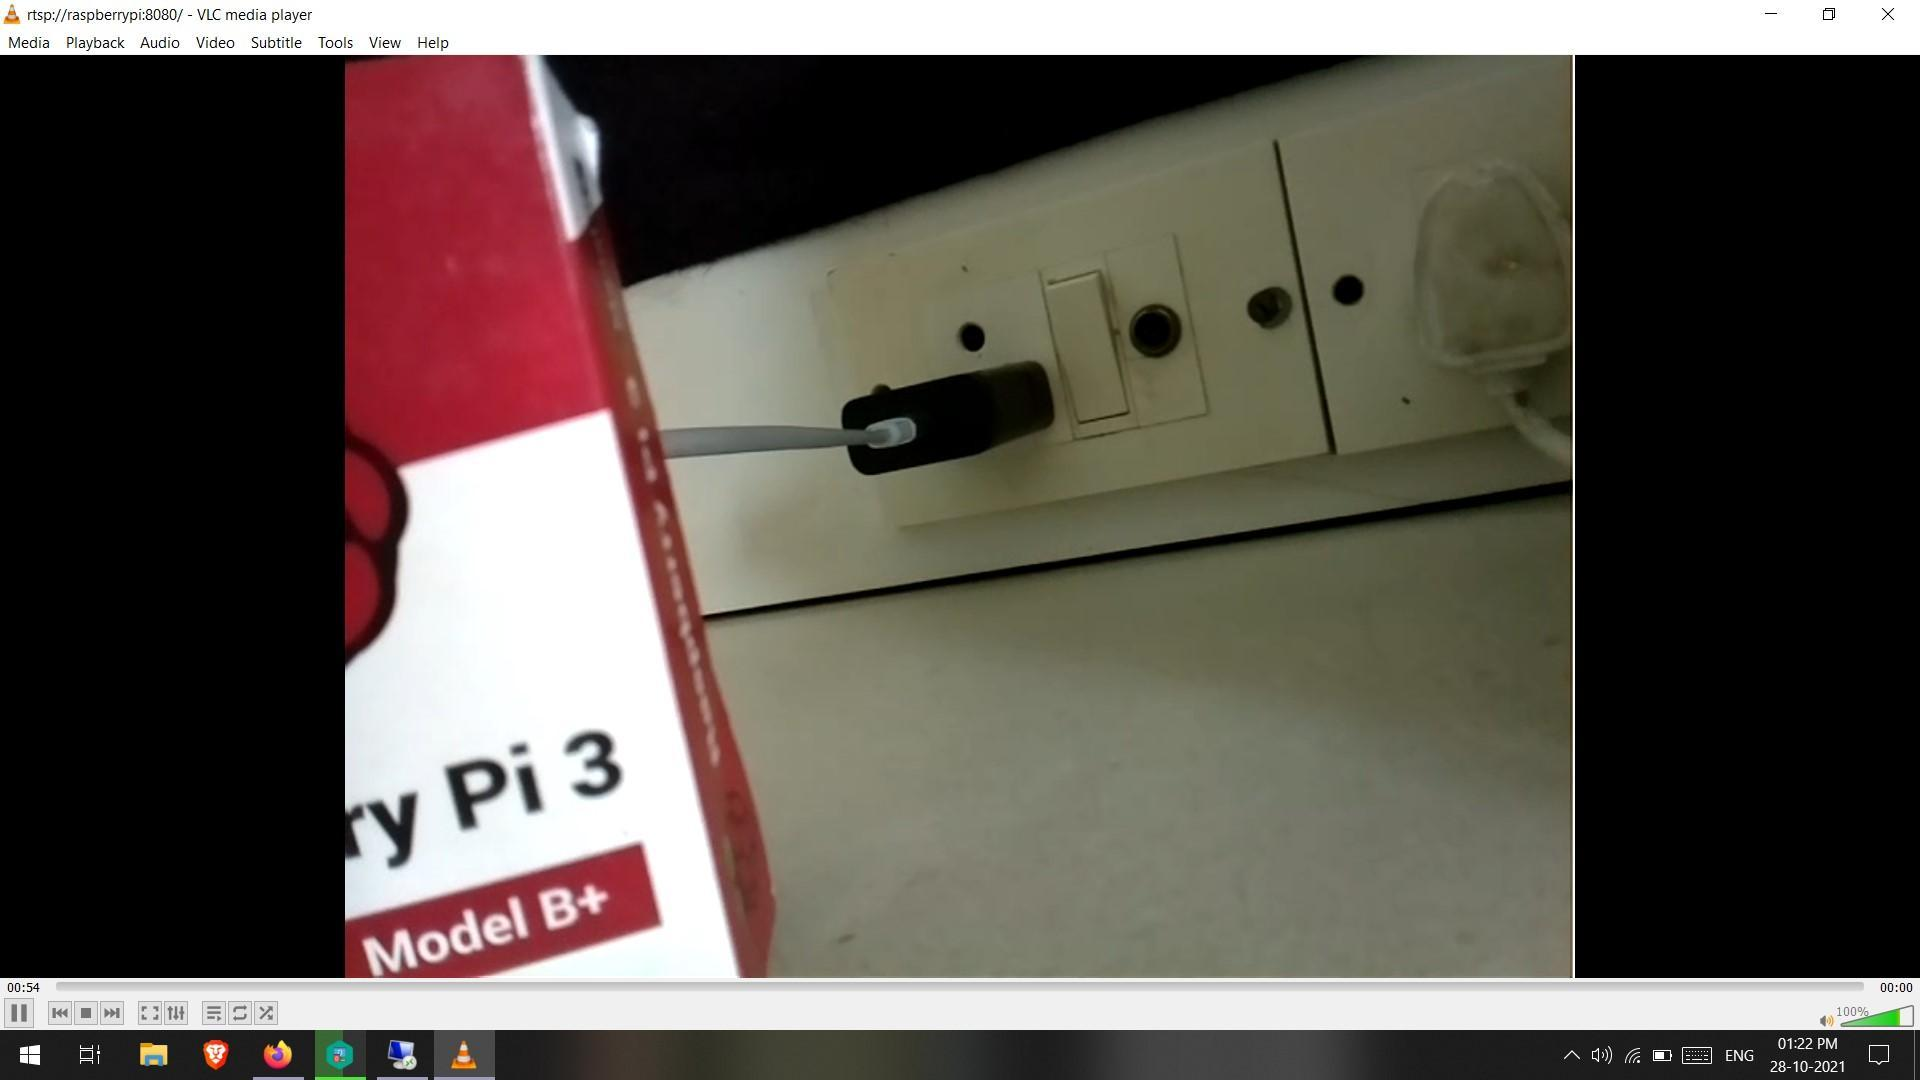 rtsp://raspberrypi:8080/ - VLC media player
Media Playback Audio Video Subtitle Tools View Help
ry Pi 3
Model B+
00:54
00:00
100%
ENG
01:22 PM
28-10-2021